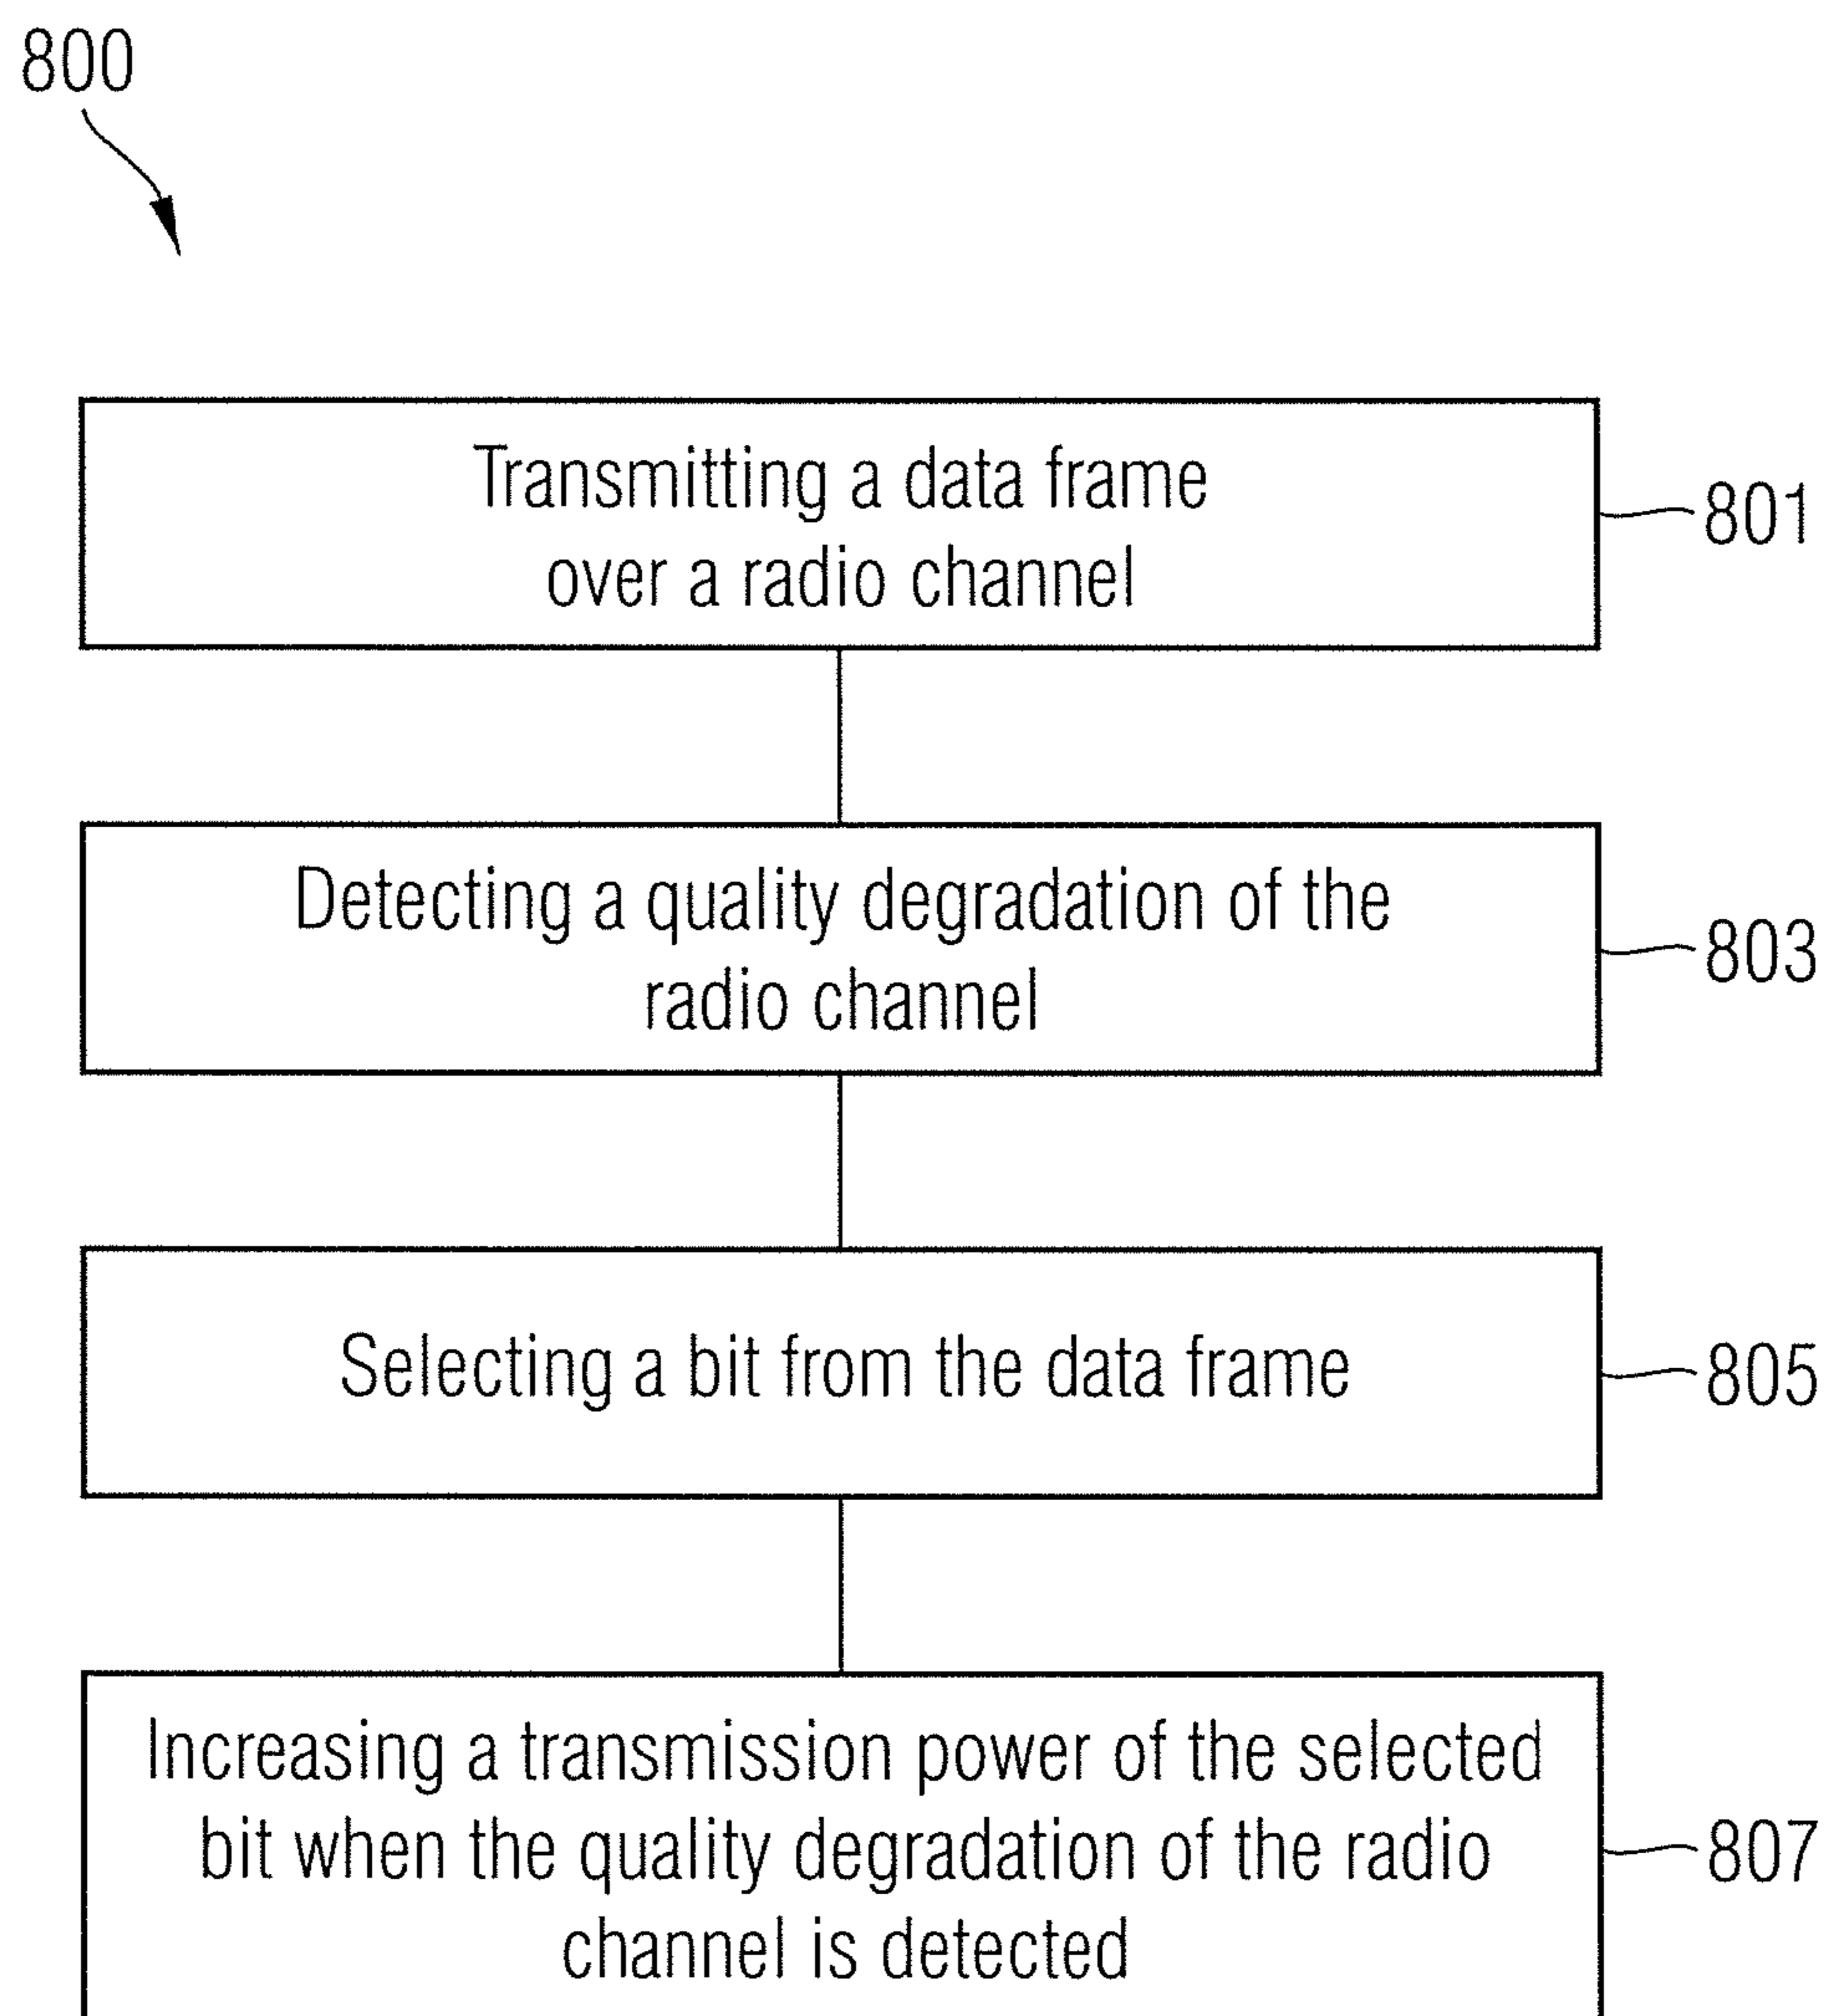 800
Transmitting a data frame
over a radio channel
801
Detecting a quality degradation of the
radio channel
803
Selecting a bit from the data frame
805
Increasing a transmission power of the selected
bit when the quality degradation of the radio
channel is detected
807